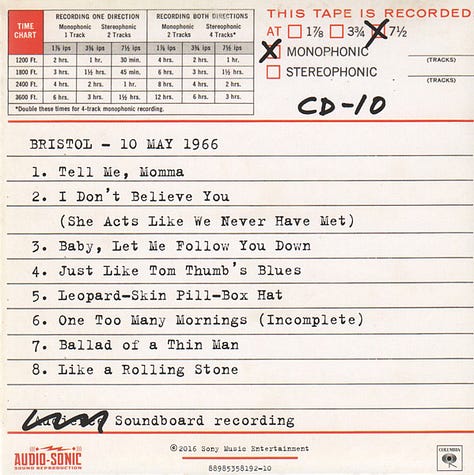 TIME CHART
RECORDING ONE DIRECTION RECORDING BOTH DIRECTIONS
Monophonic Stereophonic Monophonic Stereophonic
1 Track 2 Tracks 2 Tracks 4 Tracks*
1⅞ ips 3¾ ips 7½ ips 1⅞ ips 3¾ ips 7½ ips
1200 Ft. 2 hrs. 1 hr. 30 min. 4 hrs. 2 hrs. 1 hr.
1800 Ft. 3 hrs. 1½ hrs. 45 min. 6 hrs. 3 hrs. 1½ hrs.
2400 Ft. 4 hrs. 2 hrs. 1 hr. 8 hrs. 4 hrs. 2 hrs.
3600 Ft. 6 hrs. 3 hrs. 1½ hrs. 12 hrs. 6 hrs. 3 hrs.
*Double these times for 4-track monophonic recording.
THIS TAPE IS RECORDED
AT 1⅞ 3¾ X 7½
X MONOPHONIC (TRACKS)
STEREOPHONIC (TRACKS)
CD-10
BRISTOL - 10 MAY 1966
1. Tell Me, Momma
2. I Don't Believe You
(She Acts Like We Never Have Met)
3. Baby, Let Me Follow You Down
4. Just Like Tom Thumb's Blues
5. Leopard-Skin Pill-Box Hat
6. One Too Many Mornings (Incomplete)
7. Ballad of a Thin Man
8. Like a Rolling Stone
Audience Soundboard recording
AUDIO-SONIC
SOUND REPRODUCTION
℗2016 Sony Music Entertainment
88985358192-10
COLUMBIA